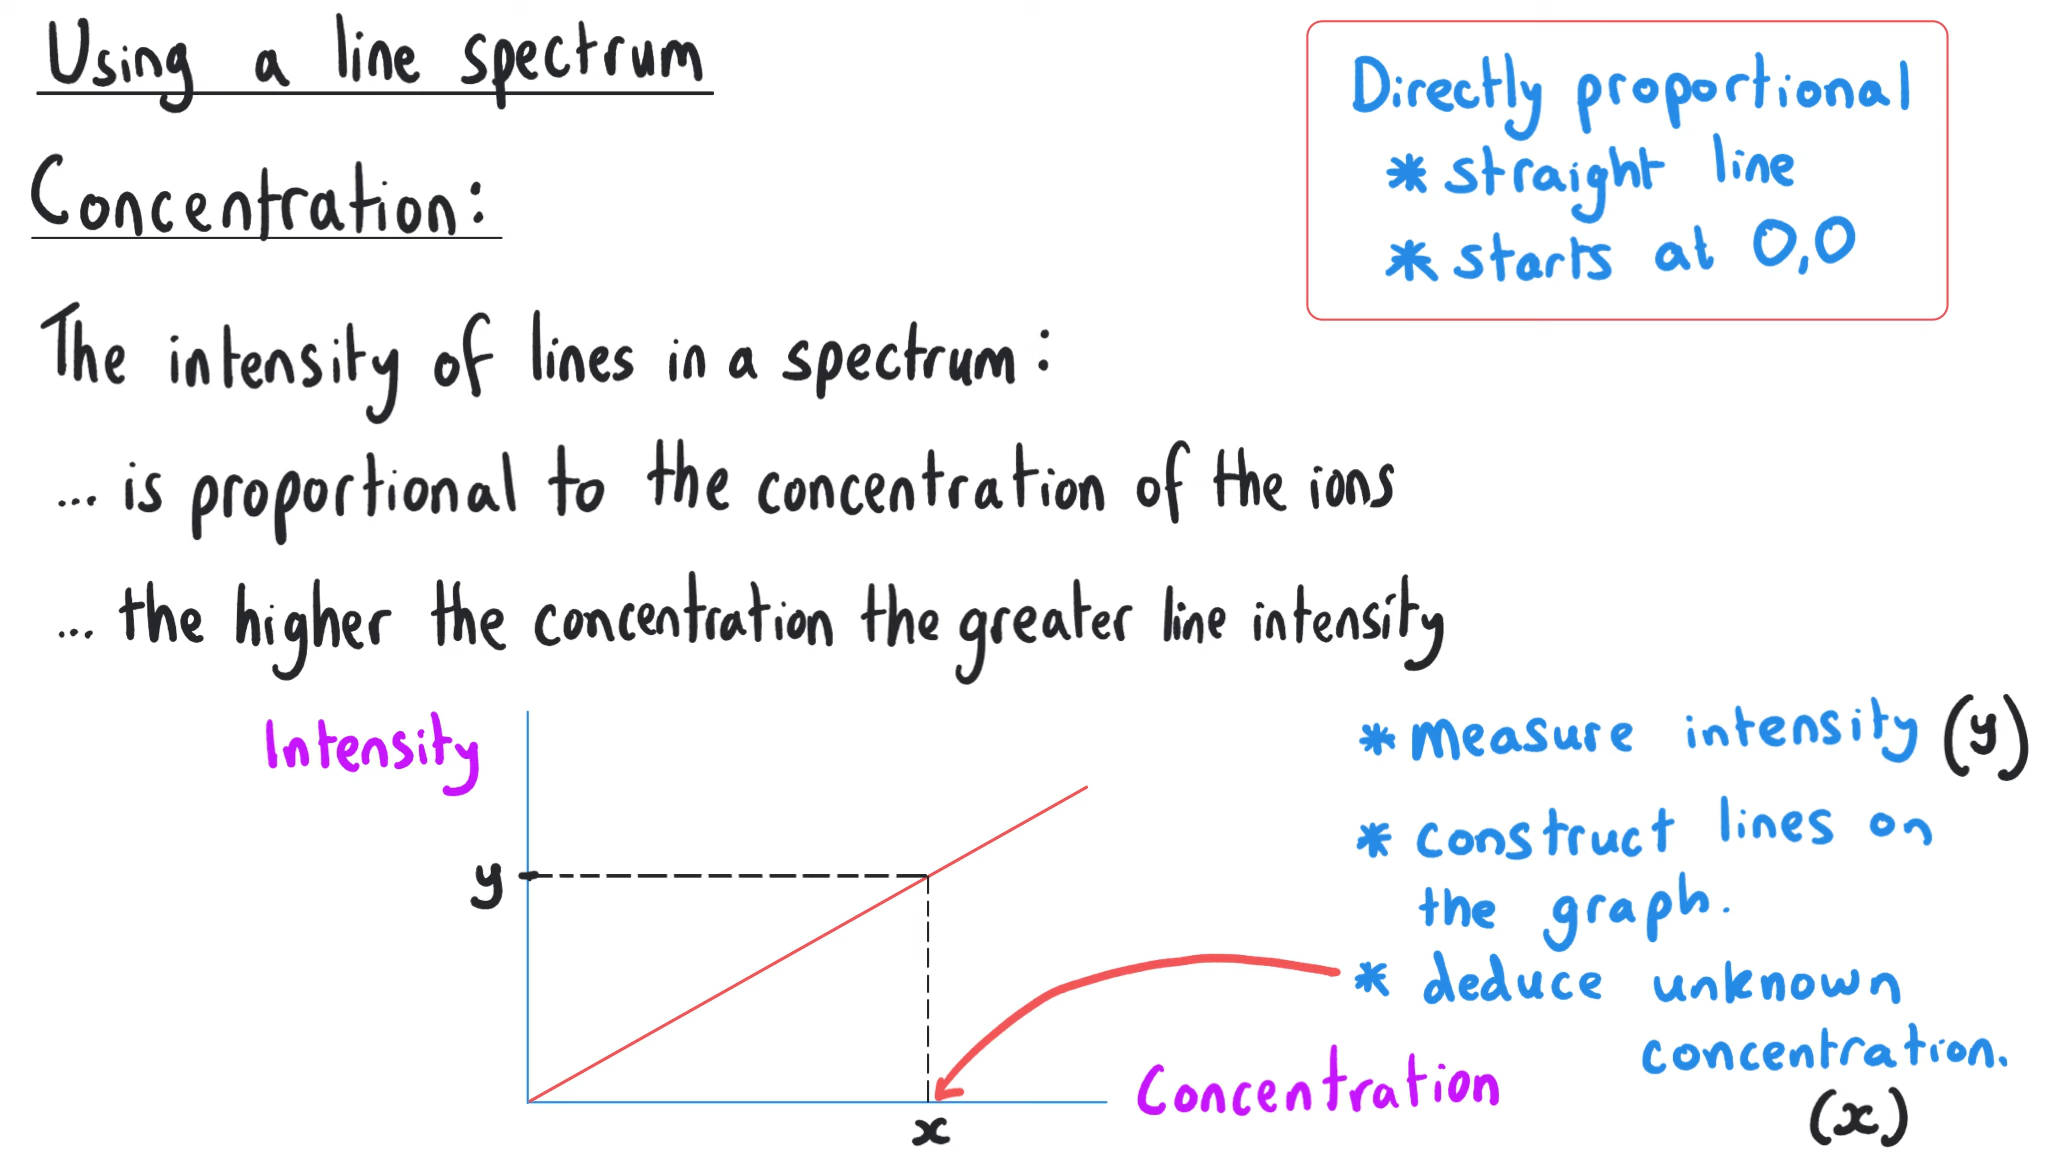 Using a line spectrum
Directly proportional
* straight line
* starts at 0,0
Concentration:
The intensity of lines in a spectrum:
... is proportional to the concentration of the ions
... the higher the concentration the greater line intensity
Intensity
y
x
Concentration
* measure intensity (y)
* construct lines on
the graph.
* deduce unknown
concentration.
(x)